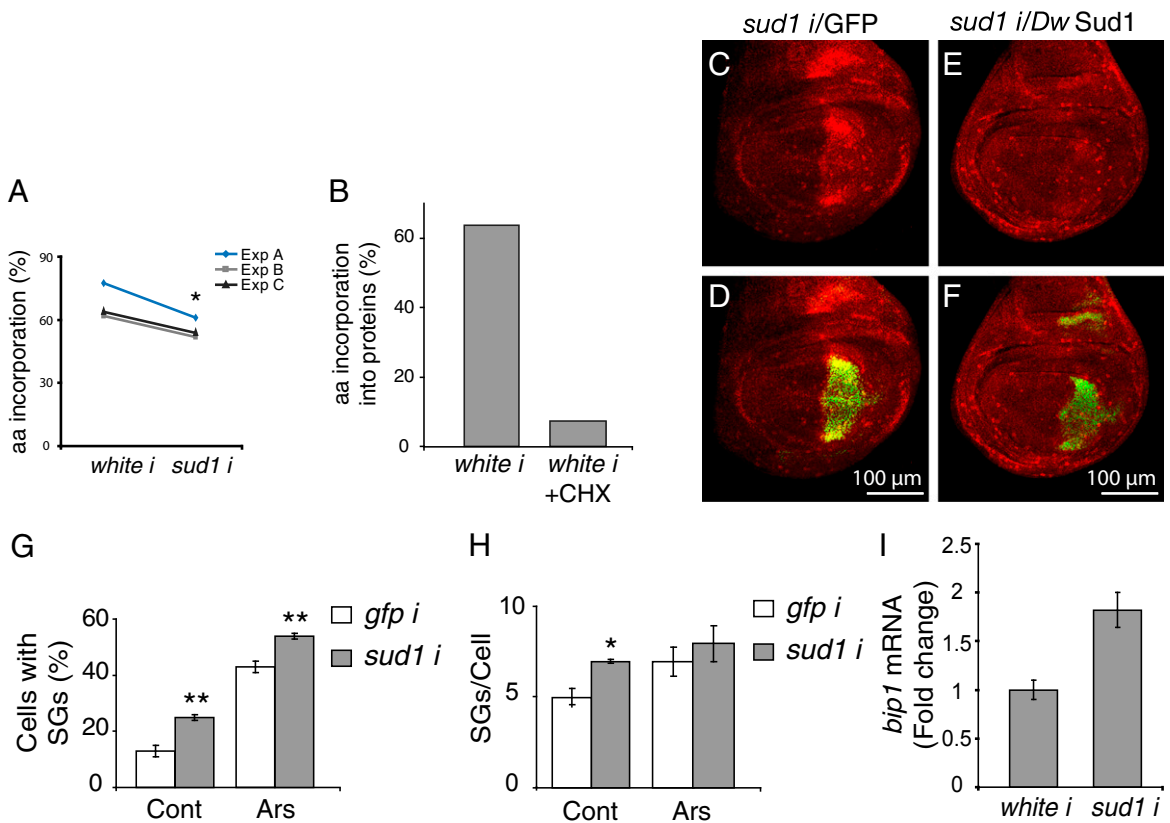 sud1 i/GFP
sud1 i/Dw Sud1
C
E
D
100 µm
F
100 µm
A
aa incorporation (%)
90
60
30
0
Exp A
Exp B
Exp C
*
white i
sud1 i
B
aa incorporation
into proteins (%)
60
40
20
0
white i
white i
+CHX
G
Cells with
SGs (%)
60
40
20
0
**
**
Cont
Ars
gfp i
sud1 i
H
SGs/Cell
10
5
0
*
Cont
Ars
gfp i
sud1 i
I
bip1 mRNA
(Fold change)
2.5
2
1.5
1
0.5
0
white i
sud1 i